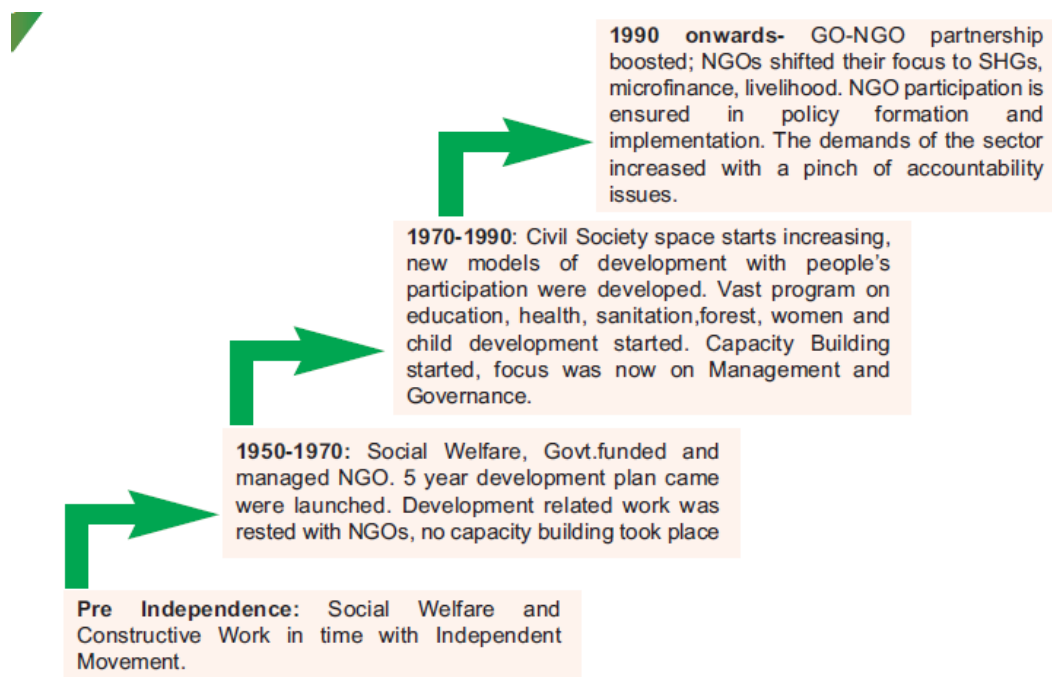 1990 onwards- GO-NGO partnership
boosted; NGOs shifted their focus to SHGs,
microfinance, livelihood. NGO participation is
ensured in policy formation and
implementation. The demands of the sector
increased with a pinch of accountability
issues.
1970-1990: Civil Society space starts increasing,
new models of development with people's
participation were developed. Vast program on
education, health, sanitation,forest, women and
child development started. Capacity Building
started, focus was now on Management and
Governance.
1950-1970: Social Welfare, Govt.funded and
managed NGO. 5 year development plan came
were launched. Development related work was
rested with NGOs, no capacity building took place
Pre Independence: Social Welfare and
Constructive Work in time with Independent
Movement.